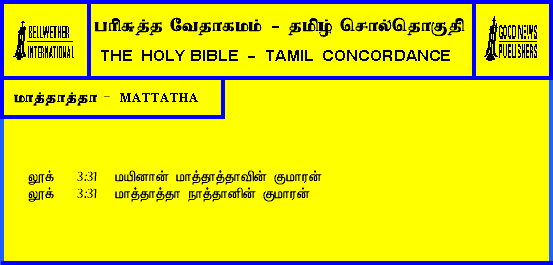 BELLWETHER
INTERNATIONAL
பரிசுத்த வேதாகமம் - தமிழ் சொல்தொகுதி
THE HOLY BIBLE - TAMIL CONCORDANCE
GOOD NEWS
PUBLISHERS
மாத்தாத்தா - MATTATHA
லூக் 3:31 மயினான் மாத்தாத்தாவின் குமாரன்
லூக் 3:31 மாத்தாத்தா நாத்தானின் குமாரன்